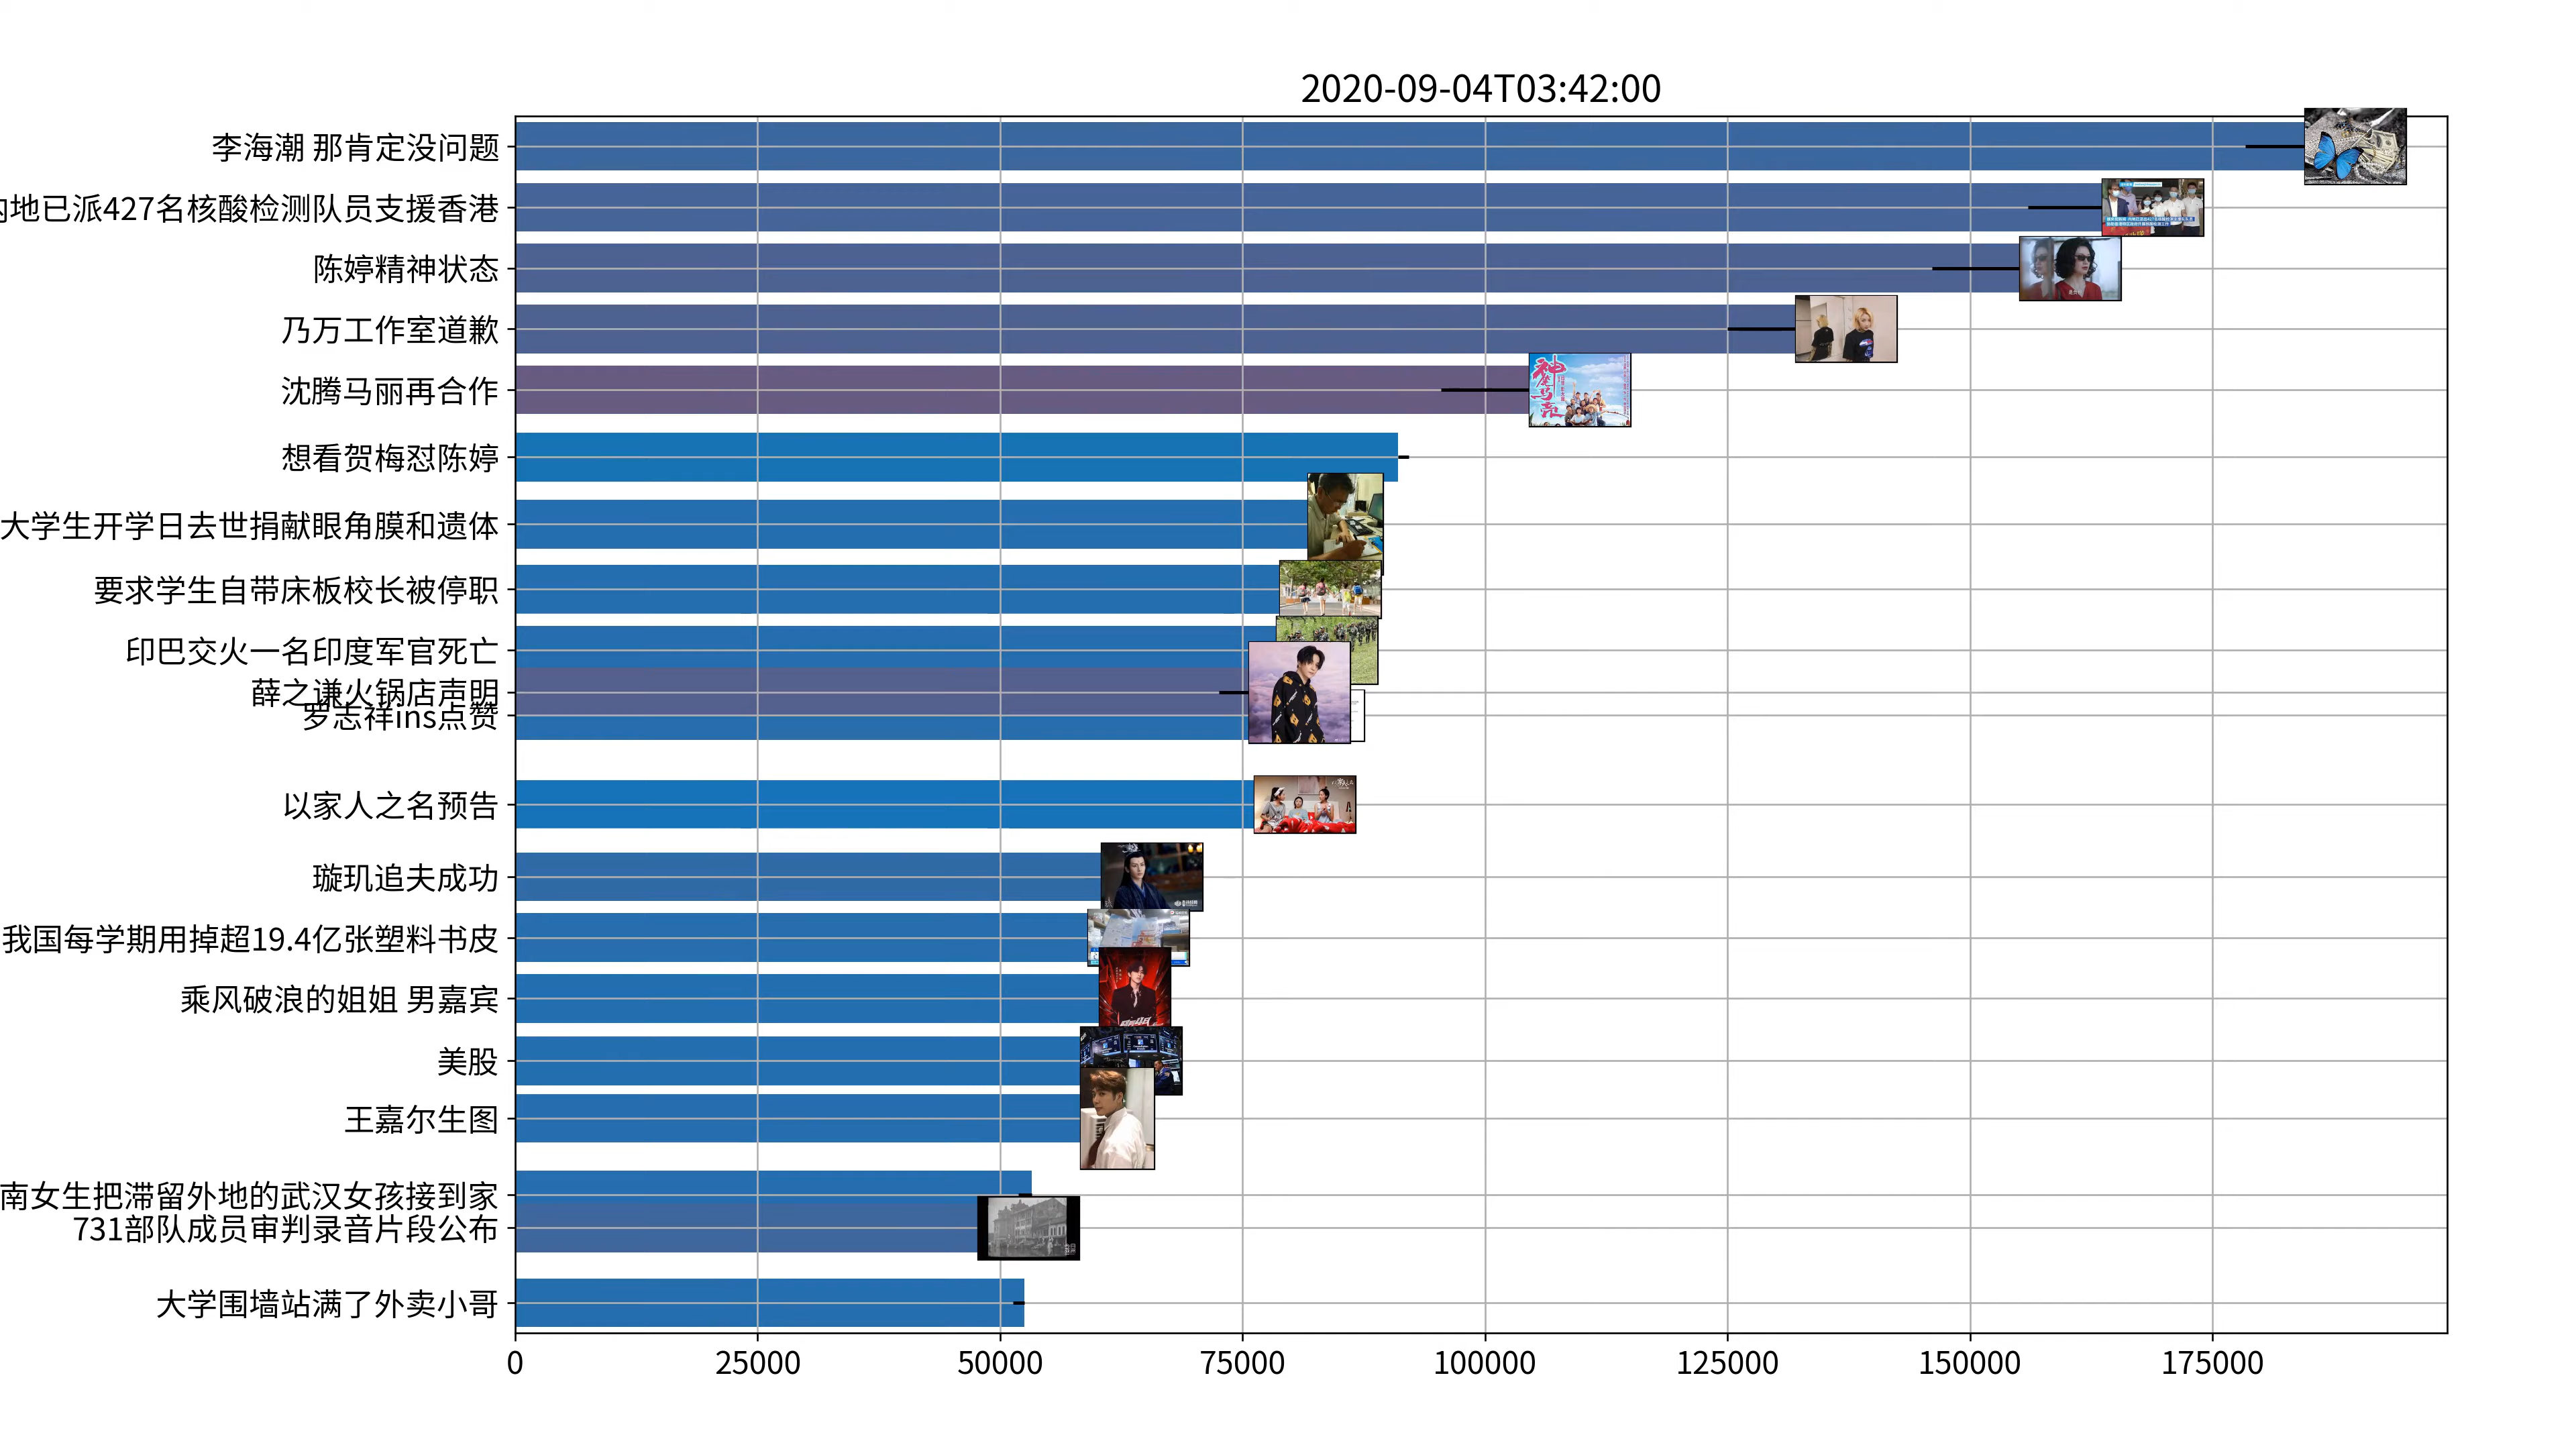 2020-09-04T03:42:00
李海潮 那肯定没问题
地已派427名核酸检测队员支援香港
陈婷精神状态
乃万工作室道歉
沈腾马丽再合作
神笔马亮
想看贺梅怼陈婷
大学生开学日去世捐献眼角膜和遗体
要求学生自带床板校长被停职
印巴交火一名印度军官死亡
薛之谦火锅店声明
罗志祥ins点赞
以家人之名预告
璇玑追夫成功
我国每学期用掉超19.4亿张塑料书皮
乘风破浪的姐姐 男嘉宾
美股
王嘉尔生图
南女生把滞留外地的武汉女孩接到家
731部队成员审判录音片段公布
大学围墙站满了外卖小哥
0 25000 50000 75000 100000 125000 150000 175000